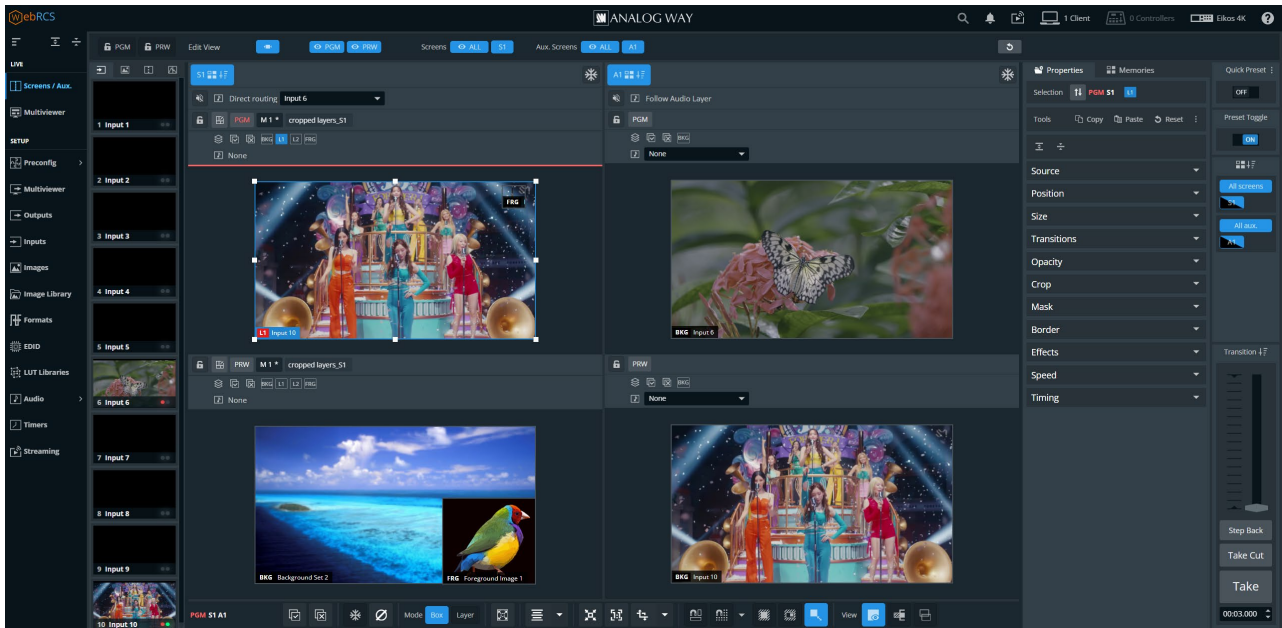 WebRCS
ANALOG WAY
1 Client
0 Controllers
Eikos 4K
PGM
PRW
Edit View
PGM
PRW
Screens
ALL
S1
Aux. Screens
ALL
A1
LIVE
Screens / Aux.
Multiviewer
SETUP
Preconfig
Multiviewer
Outputs
Inputs
Images
Image Library
Formats
EDID
LUT Libraries
Audio
Timers
Streaming
1 Input 1
2 Input 2
3 Input 3
4 Input 4
5 Input 5
6 Input 6
7 Input 7
8 Input 8
9 Input 9
10 Input 10
S1
Direct routing Input 6
PGM M 1 * cropped layers_S1
BKG L1 L2 FRG
None
FRG
L1 Input 10
PRW M 1 * cropped layers_S1
BKG L1 L2 FRG
None
BKG Background Set 2
FRG Foreground Image 1
A1
Follow Audio Layer
PGM
BKG
None
BKG Input 6
PRW
BKG
None
BKG Input 10
Properties
Memories
Selection PGM S1 L1
Tools Copy Paste Reset
Source
Position
Size
Transitions
Opacity
Crop
Mask
Border
Effects
Speed
Timing
Quick Preset
OFF
Preset Toggle
ON
All screens
S1
All aux.
A1
Transition
Step Back
Take Cut
Take
00:03.000
PGM S1 A1
Mode Box Layer
View